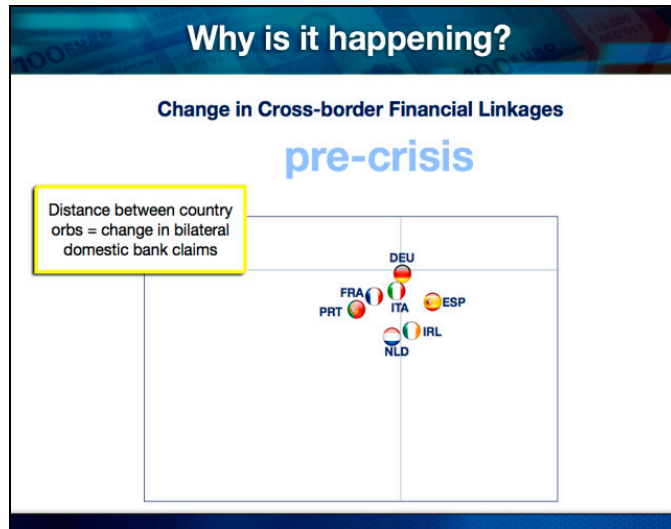 Why is it happening?
100EURO
Change in Cross-border Financial Linkages
pre-crisis
Distance between country
orbs = change in bilateral
domestic bank claims
DEU
FRA
ITA
ESP
PRT
IRL
NLD